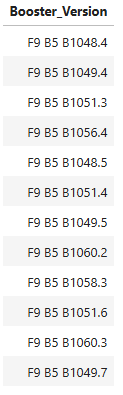 Booster_Version
F9 B5 B1048.4
F9 B5 B1049.4
F9 B5 B1051.3
F9 B5 B1056.4
F9 B5 B1048.5
F9 B5 B1051.4
F9 B5 B1049.5
F9 B5 B1060.2
F9 B5 B1058.3
F9 B5 B1051.6
F9 B5 B1060.3
F9 B5 B1049.7